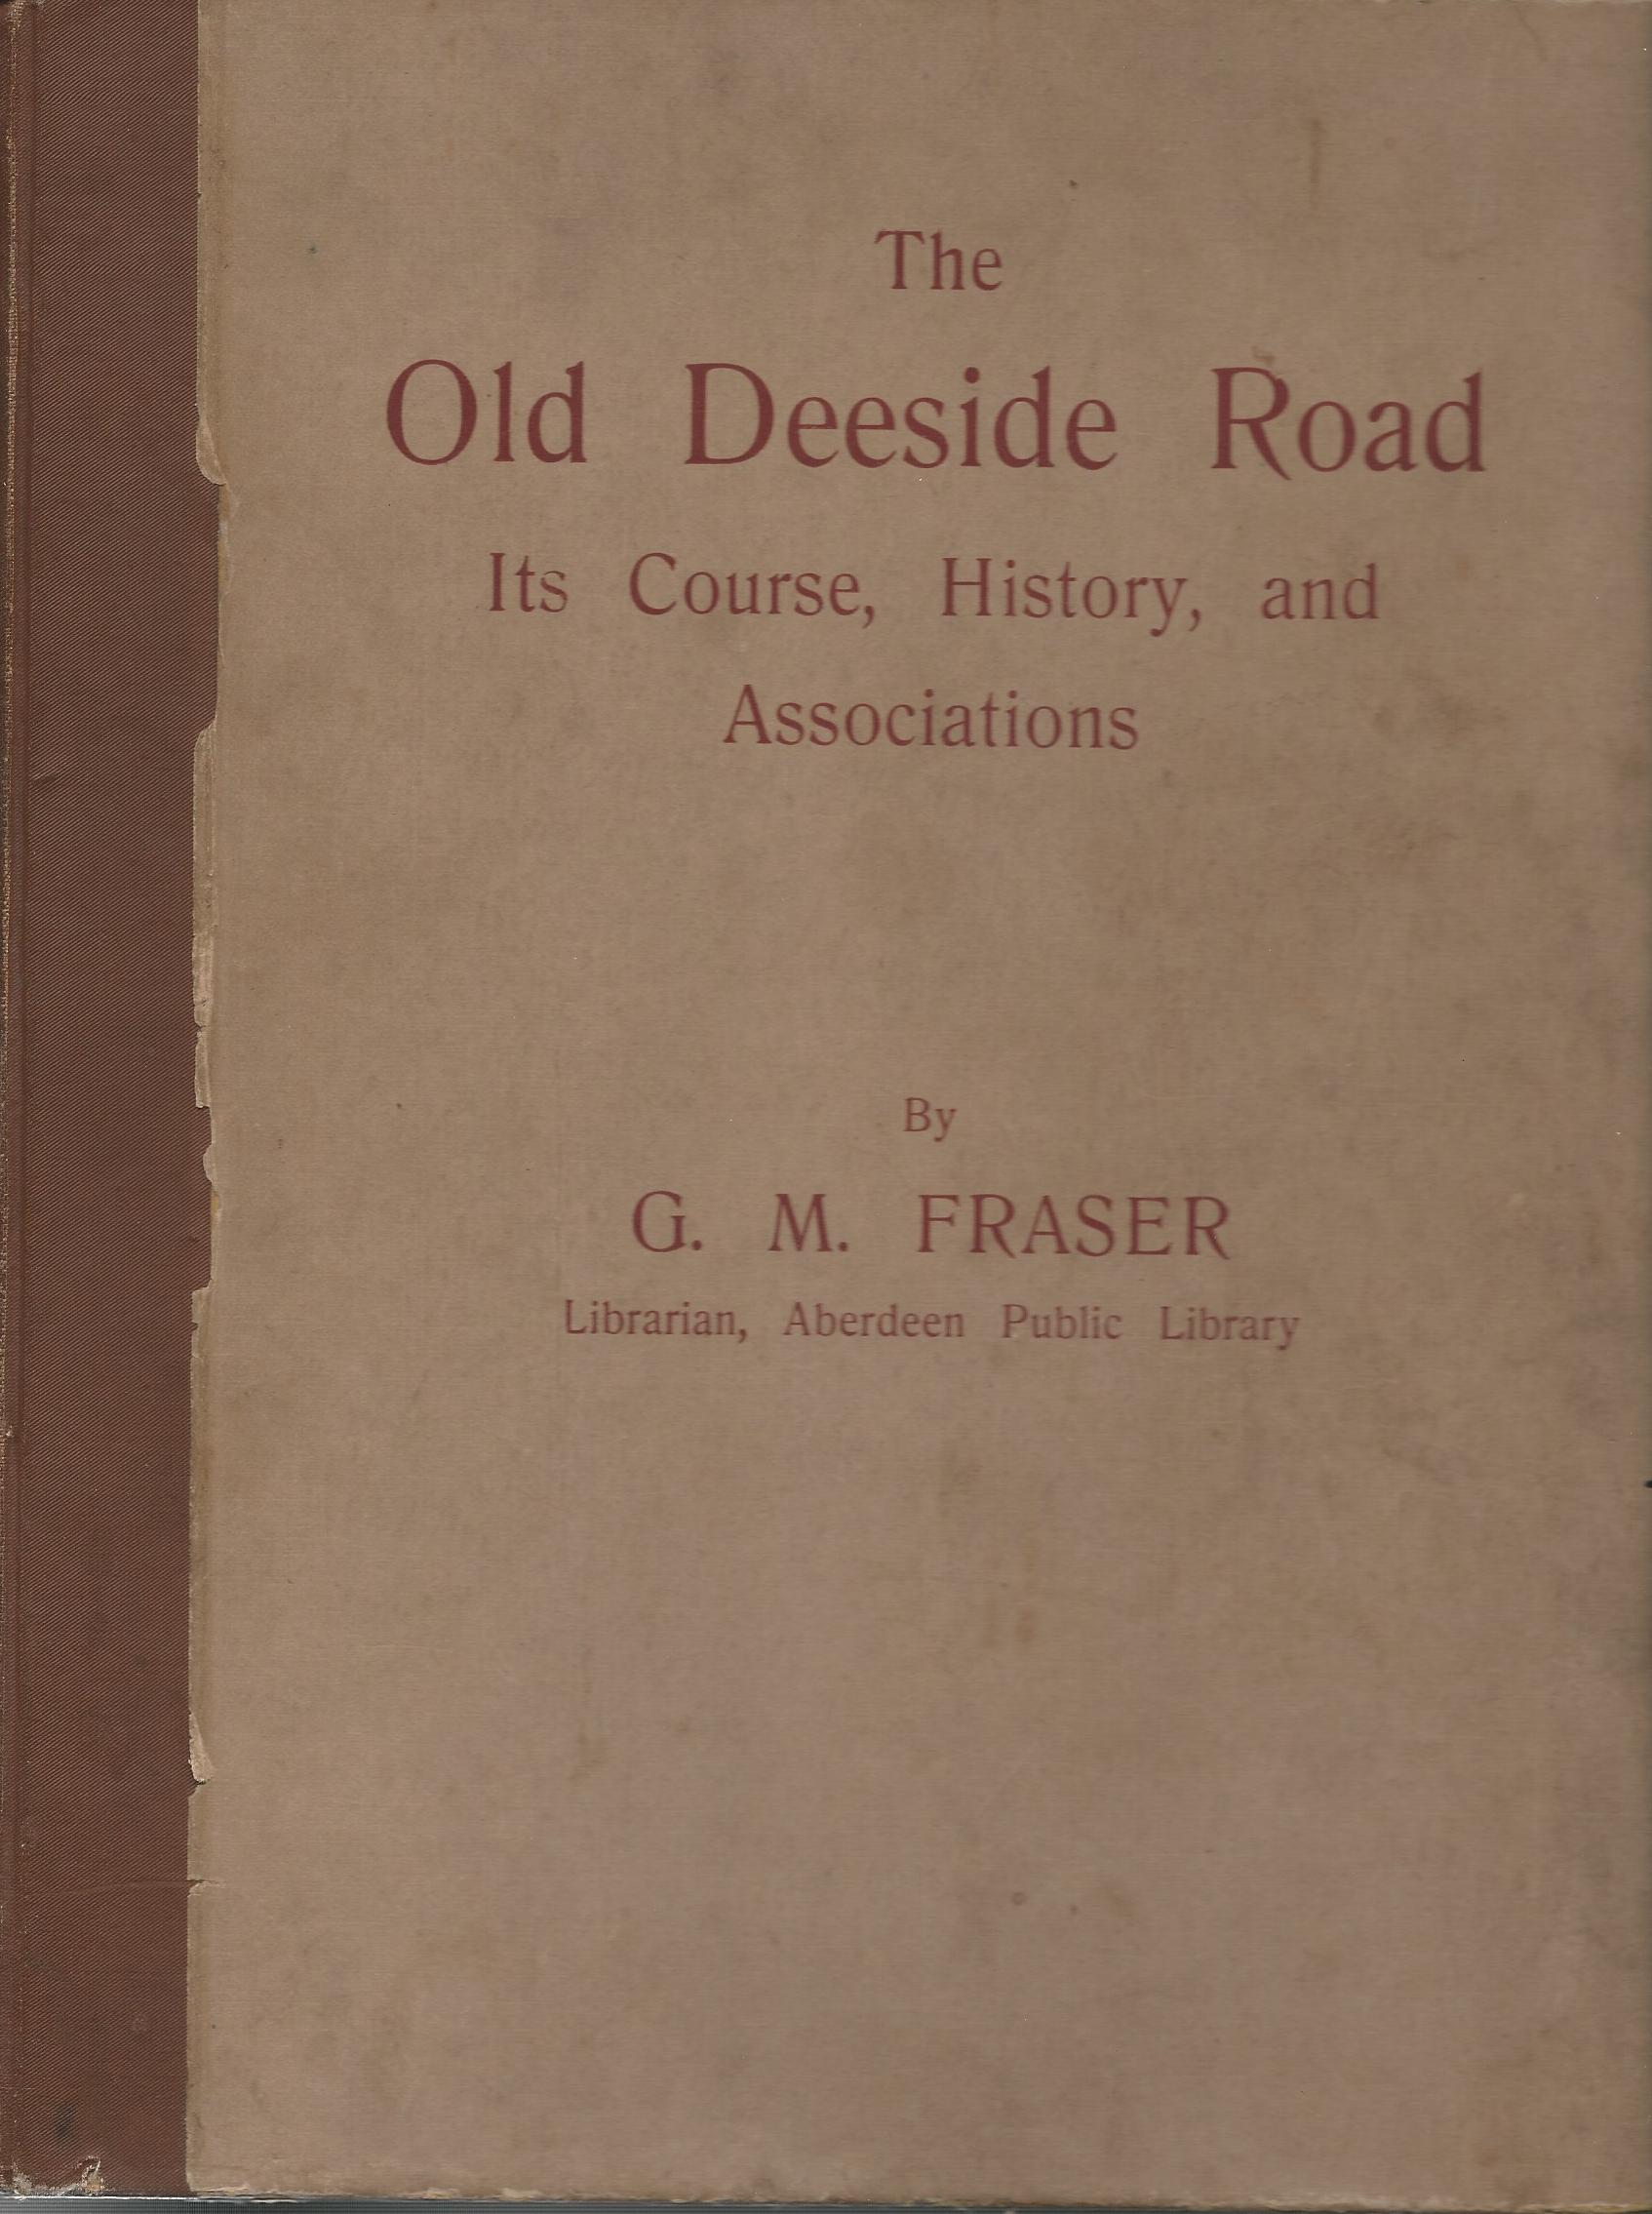 The
Old Deeside Road
Its Course, History, and
Associations
By
G. M. FRASER
Librarian, Aberdeen Public Library